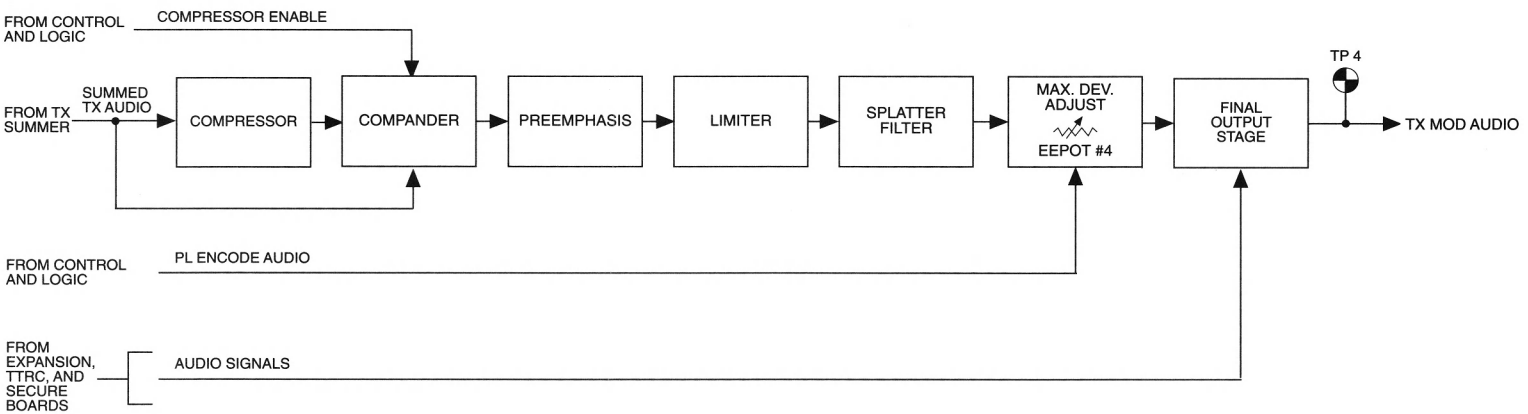 FROM CONTROL
AND LOGIC
COMPRESSOR ENABLE
FROM TX
SUMMER
SUMMED
TX AUDIO
COMPRESSOR
COMPANDER
PREEMPHASIS
LIMITER
SPLATTER
FILTER
MAX. DEV.
ADJUST
EEPOT #4
FINAL
OUTPUT
STAGE
TP 4
TX MOD AUDIO
FROM CONTROL
AND LOGIC
PL ENCODE AUDIO
FROM
EXPANSION,
TTRC, AND
SECURE
BOARDS
AUDIO SIGNALS